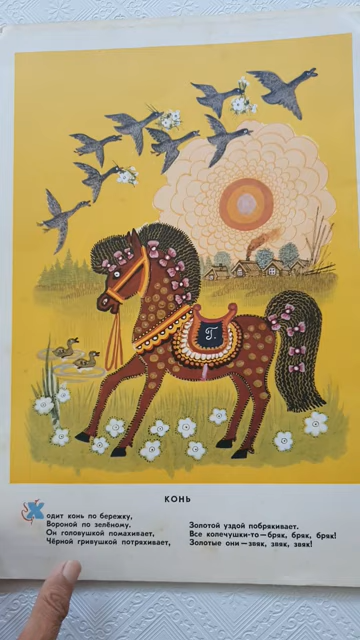 Г
КОНЬ
Ходит конь по бережку,
Вороной по зелёному.
Он головушкой помахивает,
Чёрной гривушкой потряхивает,
Золотой уздой побрякивает.
Все колечушки-то — бряк, бряк, бряк!
Золотые они — звяк, звяк, звяк!